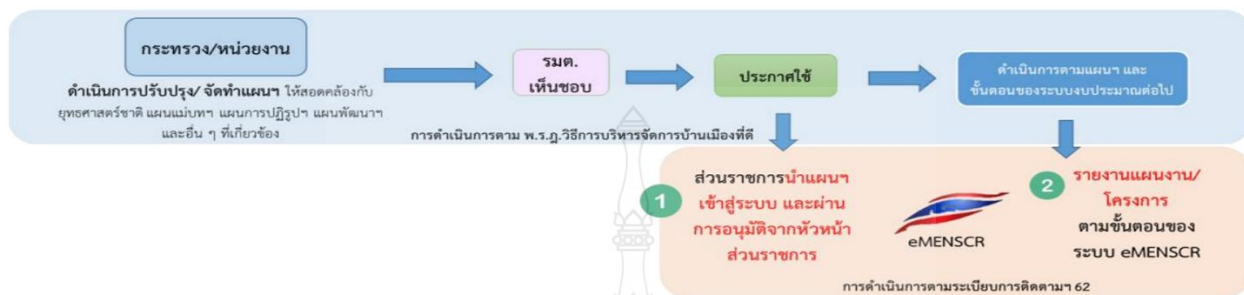 กระทรวง/หน่วยงาน
ดำเนินการปรับปรุง/ จัดทำแผนฯ ให้สอดคล้องกับ
ยุทธศาสตร์ชาติ แผนแม่บทฯ แผนการปฏิรูปฯ แผนพัฒนาฯ
และอื่น ๆ ที่เกี่ยวข้อง
รมต.
เห็นชอบ
ประกาศใช้
ดำเนินการตามแผนฯ และ
ขั้นตอนของระบบงบประมาณต่อไป
การดำเนินการตาม พ.ร.ฎ.วิธีการบริหารจัดการบ้านเมืองที่ดี
1
ส่วนราชการนำแผนฯ
เข้าสู่ระบบ และผ่าน
การอนุมัติจากหัวหน้า
ส่วนราชการ
eMENSCR
2
รายงานแผนงาน/
โครงการ
ตามขั้นตอนของ
ระบบ eMENSCR
การดำเนินการตามระเบียบการติดตามฯ 62